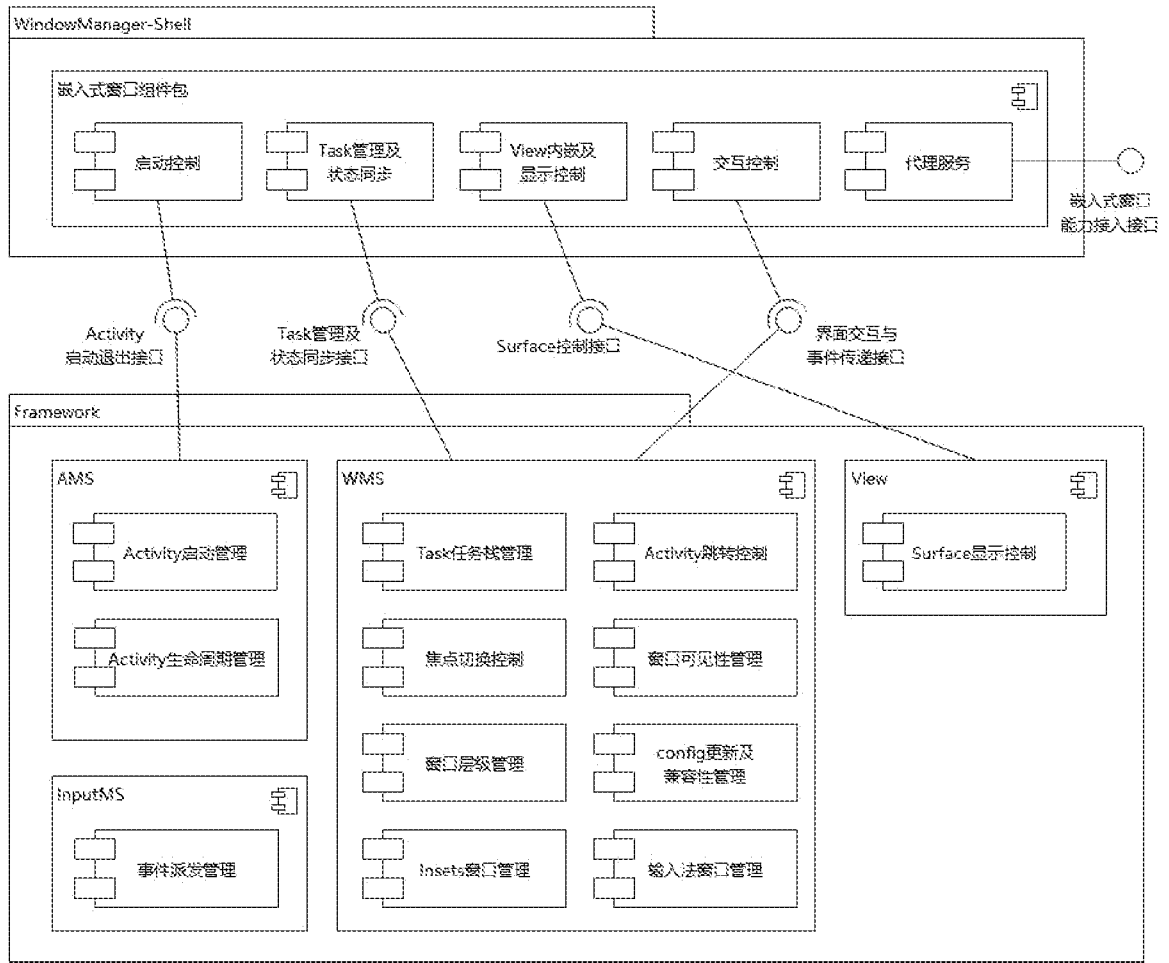 WindowManager-Shell
嵌入式窗口组件包
启动控制
Task管理及
状态同步
View内嵌及
显示控制
交互控制
代理服务
嵌入式窗口
能力接入接口
Activity
启动退出接口
Task管理及
状态同步接口
Surface控制接口
界面交互与
事件传递接口
Framework
AMS
Activity启动管理
Activity生命周期管理
InputMS
事件派发管理
WMS
Task任务栈管理
Activity跳转控制
焦点切换控制
窗口可见性管理
窗口层级管理
config更新及
兼容性管理
Insets窗口管理
输入法窗口管理
View
Surface显示控制